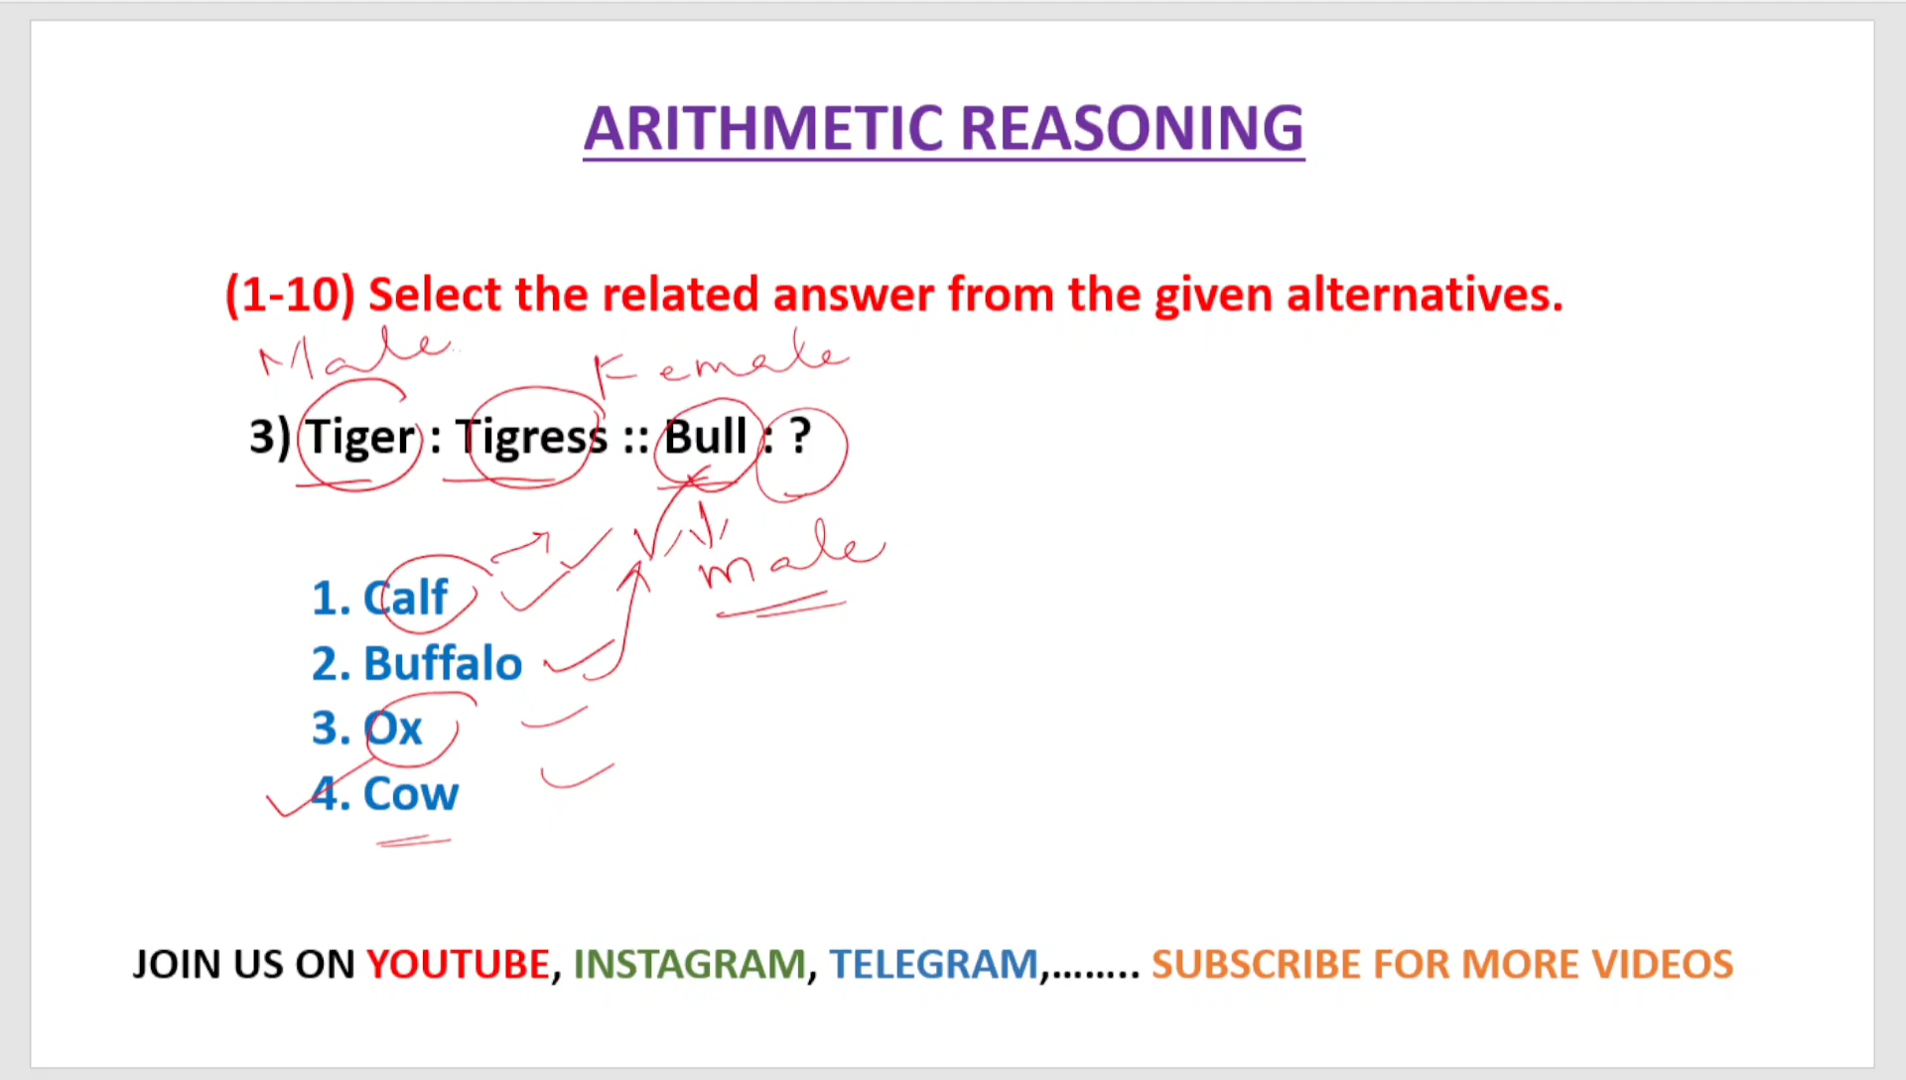 ARITHMETIC REASONING
(1-10) Select the related answer from the given alternatives.
Male Female
3) Tiger : Tigress :: Bull : ?
male
1. Calf
2. Buffalo
3. Ox
4. Cow
JOIN US ON YOUTUBE, INSTAGRAM, TELEGRAM,........ SUBSCRIBE FOR MORE VIDEOS